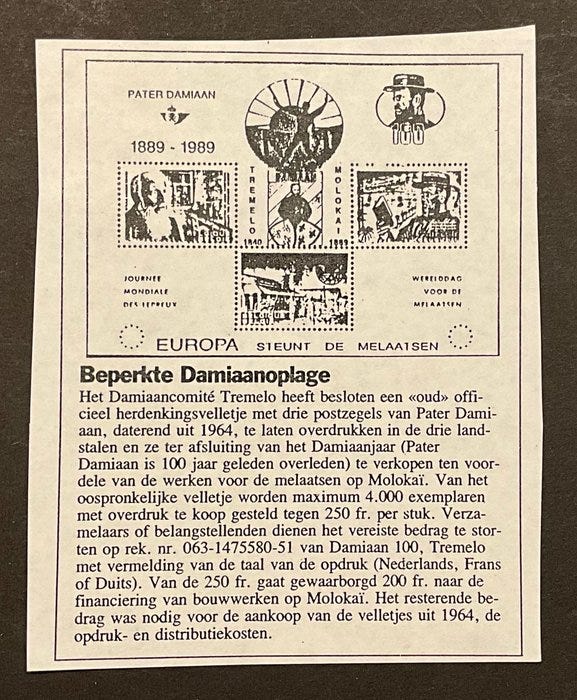 PATER DAMIAAN
100
1889 - 1989
DAMIAAN
TREMELO
MOLOKAI
1840
1889
JOURNEE
MONDIALE
DES LEPREUX
WERELDDAG
VOOR DE
MELAATSEN
EUROPA STEUNT DE MELAATSEN
Beperkte Damiaanoplage
Het Damiaancomité Tremelo heeft besloten een «oud» offi-
cieel herdenkingsvelletje met drie postzegels van Pater Dami-
aan, daterend uit 1964, te laten overdrukken in de drie land-
stalen en ze ter afsluiting van het Damiaanjaar (Pater
Damiaan is 100 jaar geleden overleden) te verkopen ten voor-
dele van de werken voor de melaatsen op Molokaï. Van het
oospronkelijke velletje worden maximum 4.000 exemplaren
met overdruk te koop gesteld tegen 250 fr. per stuk. Verza-
melaars of belangstellenden dienen het vereiste bedrag te stor-
ten op rek. nr. 063-1475580-51 van Damiaan 100, Tremelo
met vermelding van de taal van de opdruk (Nederlands, Frans
of Duits). Van de 250 fr. gaat gewaarborgd 200 fr. naar de
financiering van bouwwerken op Molokaï. Het resterende be-
drag was nodig voor de aankoop van de velletjes uit 1964, de
opdruk- en distributiekosten.